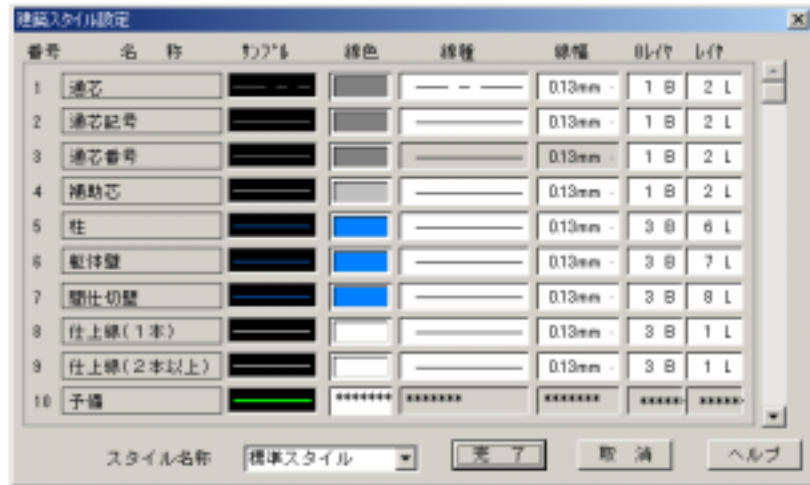 建築スタイル設定
番号 名 称 ｻﾝﾌﾟﾙ 線色 線種 線幅 0ﾚｲﾔ ﾚｲﾔ
1 通芯 0.13mm 1 B 2 L
2 通芯記号 0.13mm 1 B 2 L
3 通芯番号 0.13mm 1 B 2 L
4 補助芯 0.13mm 1 B 2 L
5 柱 0.13mm 3 B 6 L
6 躯体壁 0.13mm 3 B 7 L
7 間仕切壁 0.13mm 3 B 8 L
8 仕上線(1本) 0.13mm 3 B 1 L
9 仕上線(2本以上) 0.13mm 3 B 1 L
10 予備 ******* ******* ******* ***** *****
スタイル名称 標準スタイル 完 了 取 消 ヘルプ